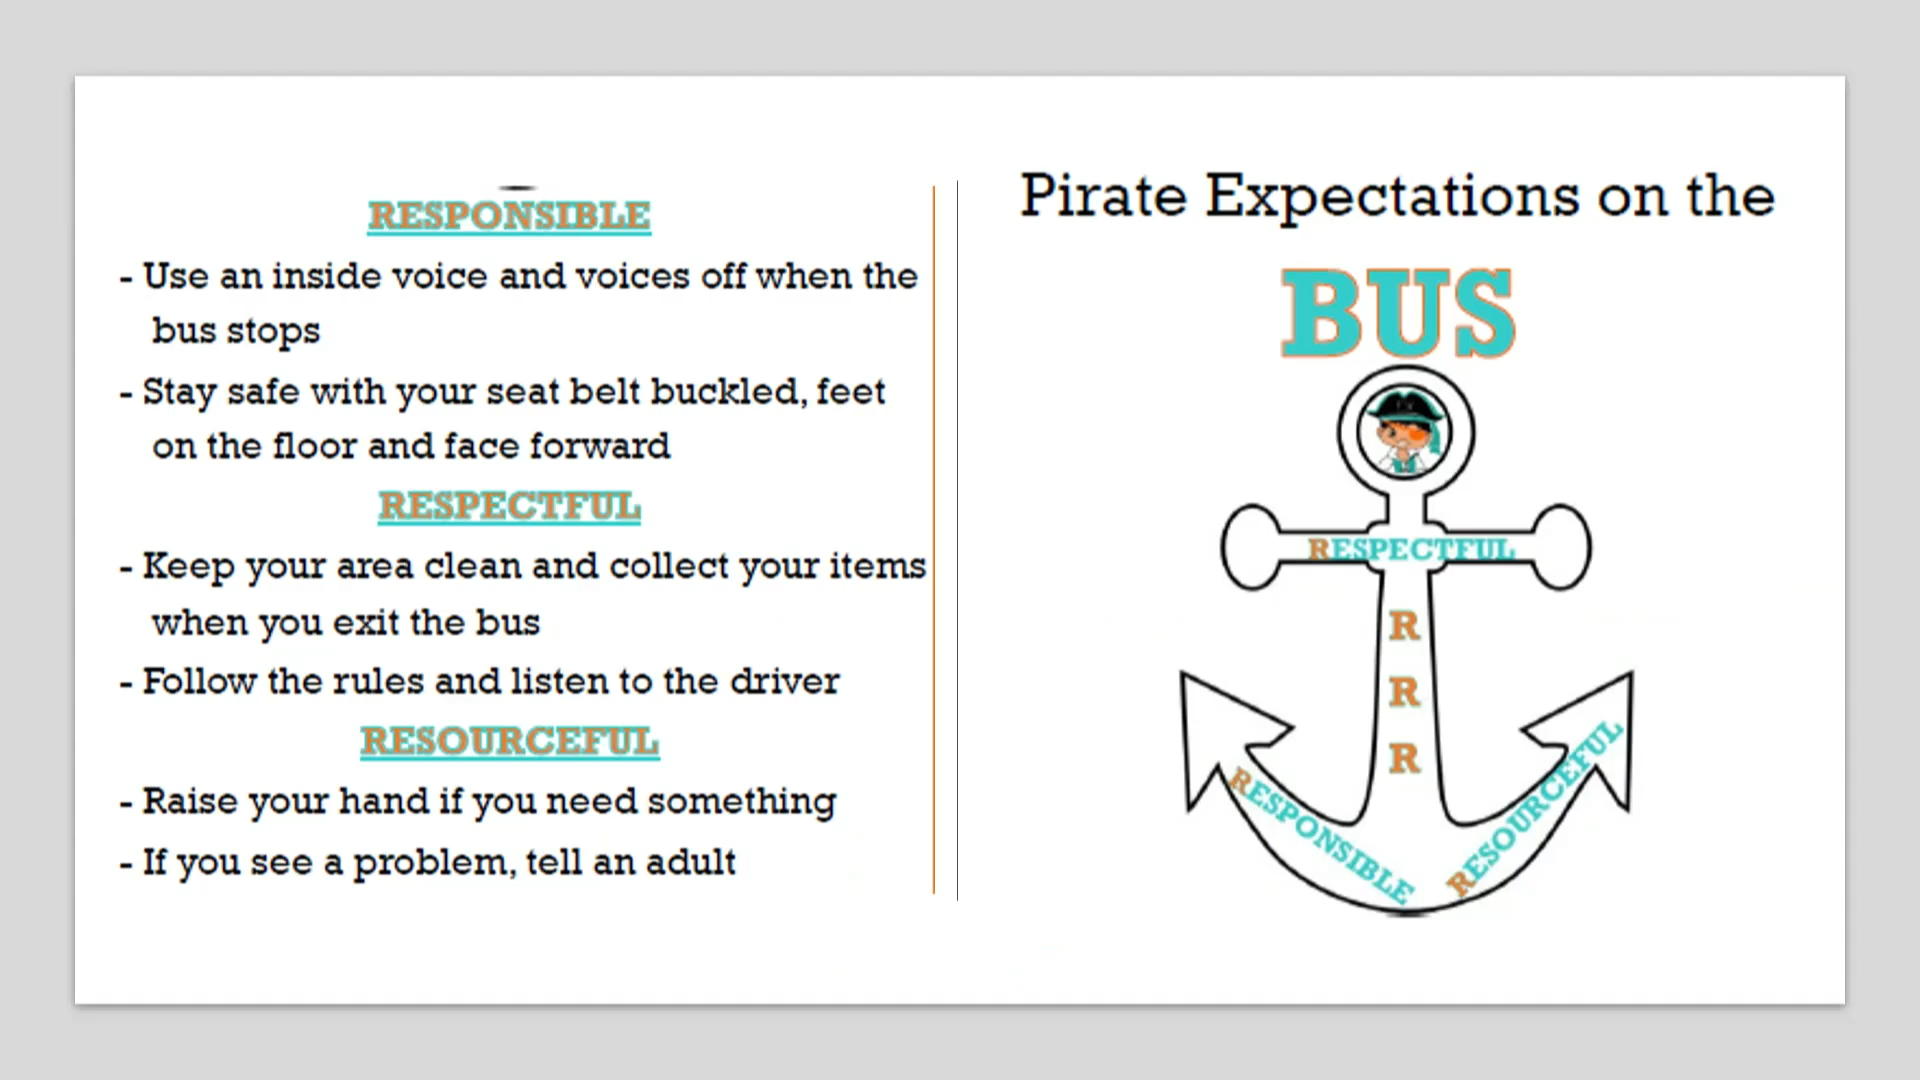 RESPONSIBLE
- Use an inside voice and voices off when the
bus stops
- Stay safe with your seat belt buckled, feet
on the floor and face forward
RESPECTFUL
- Keep your area clean and collect your items
when you exit the bus
- Follow the rules and listen to the driver
RESOURCEFUL
- Raise your hand if you need something
- If you see a problem, tell an adult
Pirate Expectations on the
BUS
RESPECTFUL
R
R
R
RESPONSIBLE
RESOURCEFUL